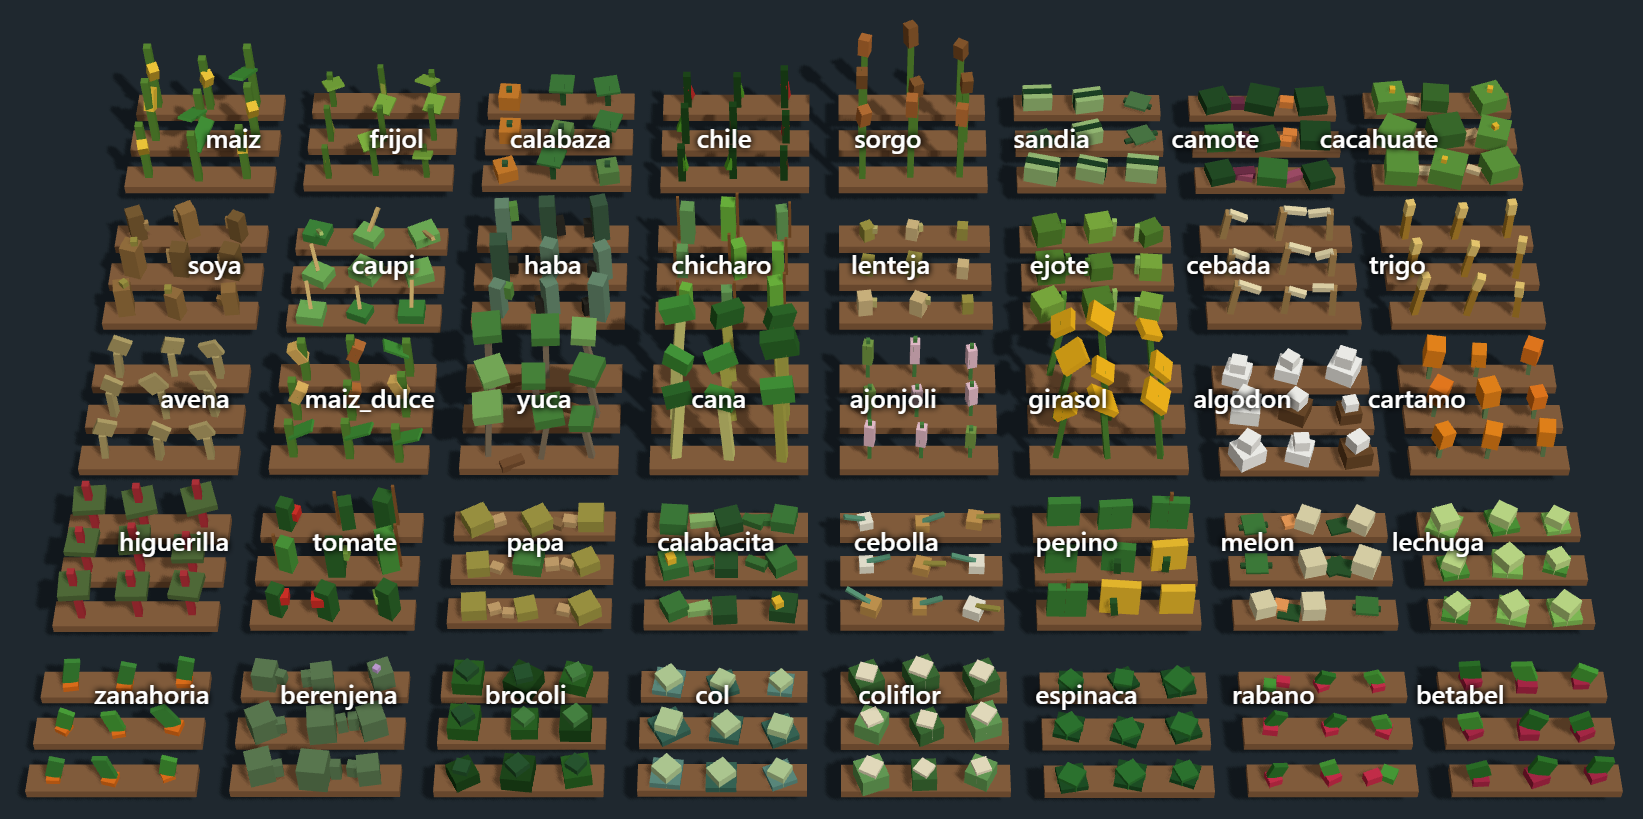 maiz
frijol
calabaza
chile
sorgo
sandia
camote
cacahuate
soya
caupi
haba
chicharo
lenteja
ejote
cebada
trigo
avena
maiz_dulce
yuca
cana
ajonjoli
girasol
algodon
cartamo
higuerilla
tomate
papa
calabacita
cebolla
pepino
melon
lechuga
zanahoria
berenjena
brocoli
col
coliflor
espinaca
rabano
betabel